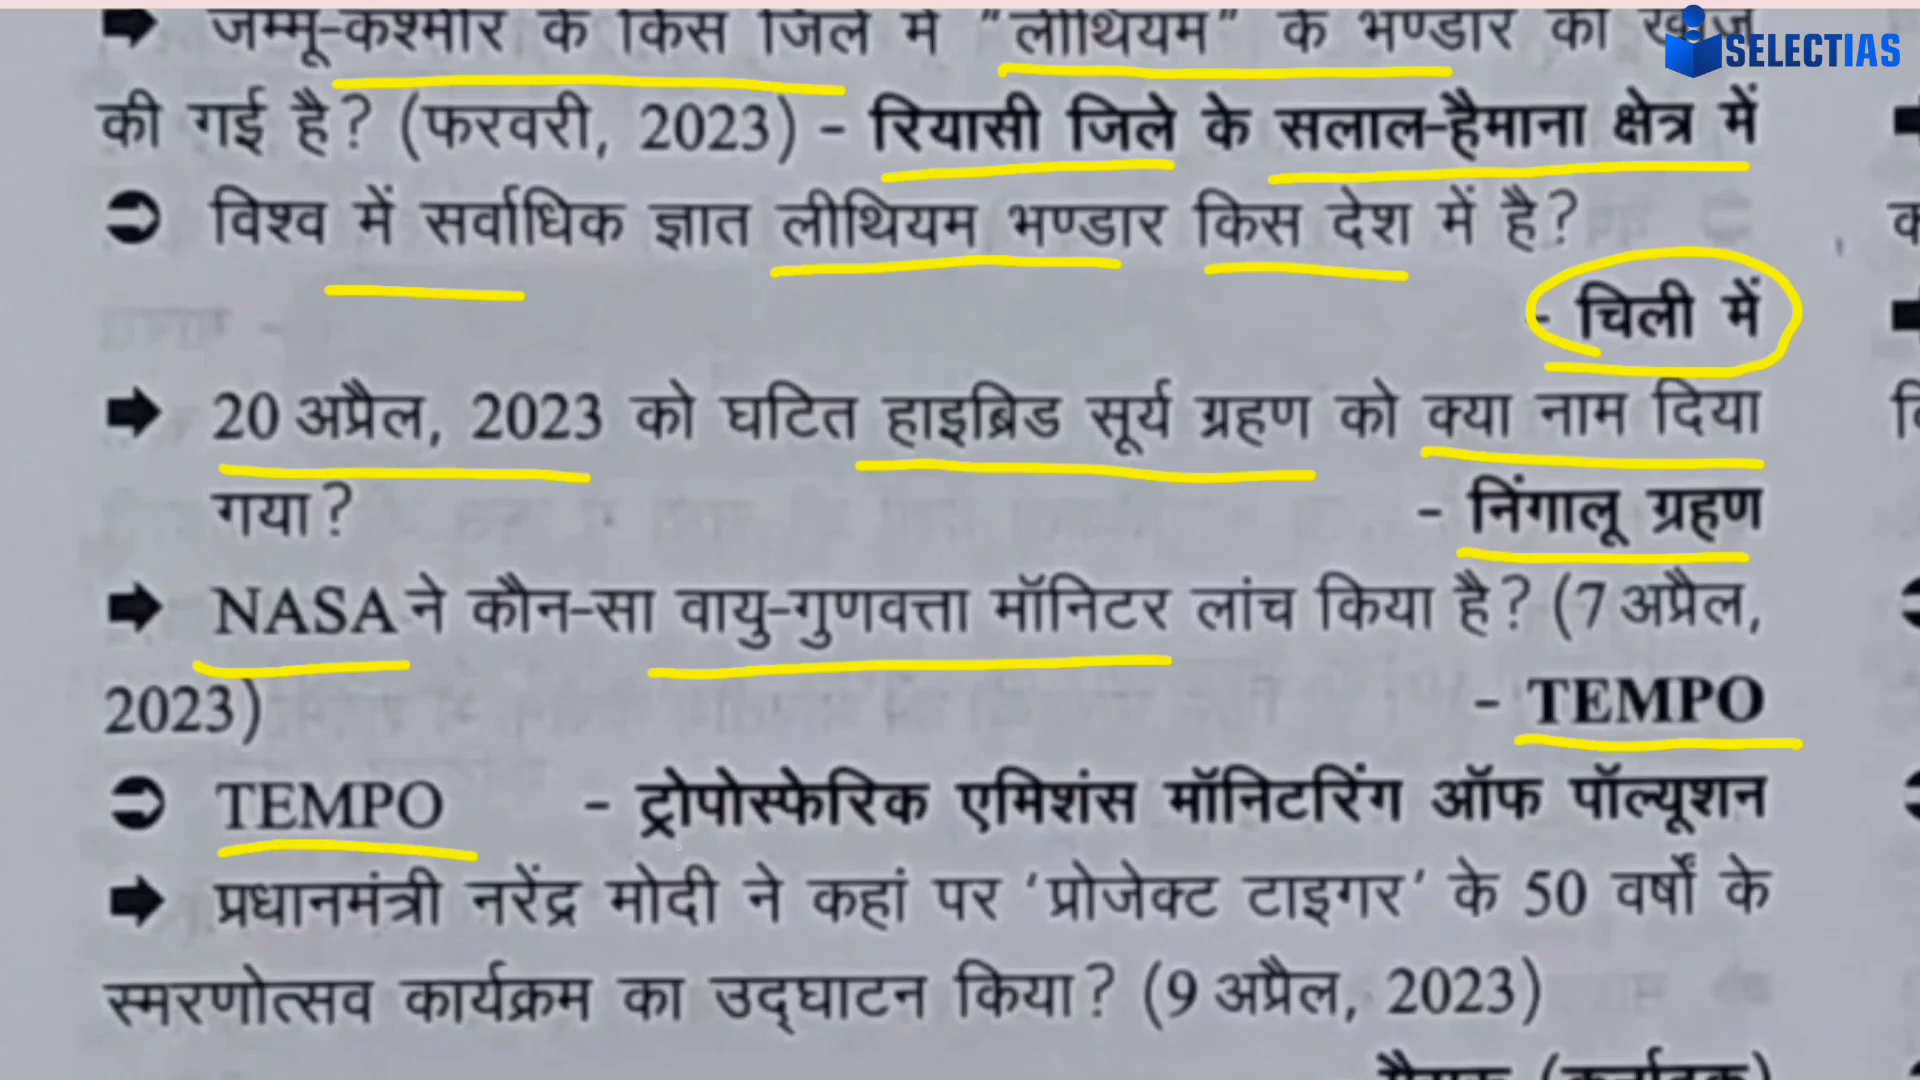 जम्मू-कश्मीर के किस जिले में "लीथियम" के भण्डार की खोज
SELECTIAS
की गई है? (फरवरी, 2023) - रियासी जिले के सलाल-हैमाना क्षेत्र में
विश्व में सर्वाधिक ज्ञात लीथियम भण्डार किस देश में है?
- चिली में
20 अप्रैल, 2023 को घटित हाइब्रिड सूर्य ग्रहण को क्या नाम दिया
गया? - निंगालू ग्रहण
NASA ने कौन-सा वायु-गुणवत्ता मॉनिटर लांच किया है? (7 अप्रैल,
2023) - TEMPO
TEMPO - ट्रोपोस्फेरिक एमिशंस मॉनिटरिंग ऑफ पॉल्यूशन
प्रधानमंत्री नरेंद्र मोदी ने कहां पर 'प्रोजेक्ट टाइगर' के 50 वर्षों के
स्मरणोत्सव कार्यक्रम का उद्घाटन किया? (9 अप्रैल, 2023)